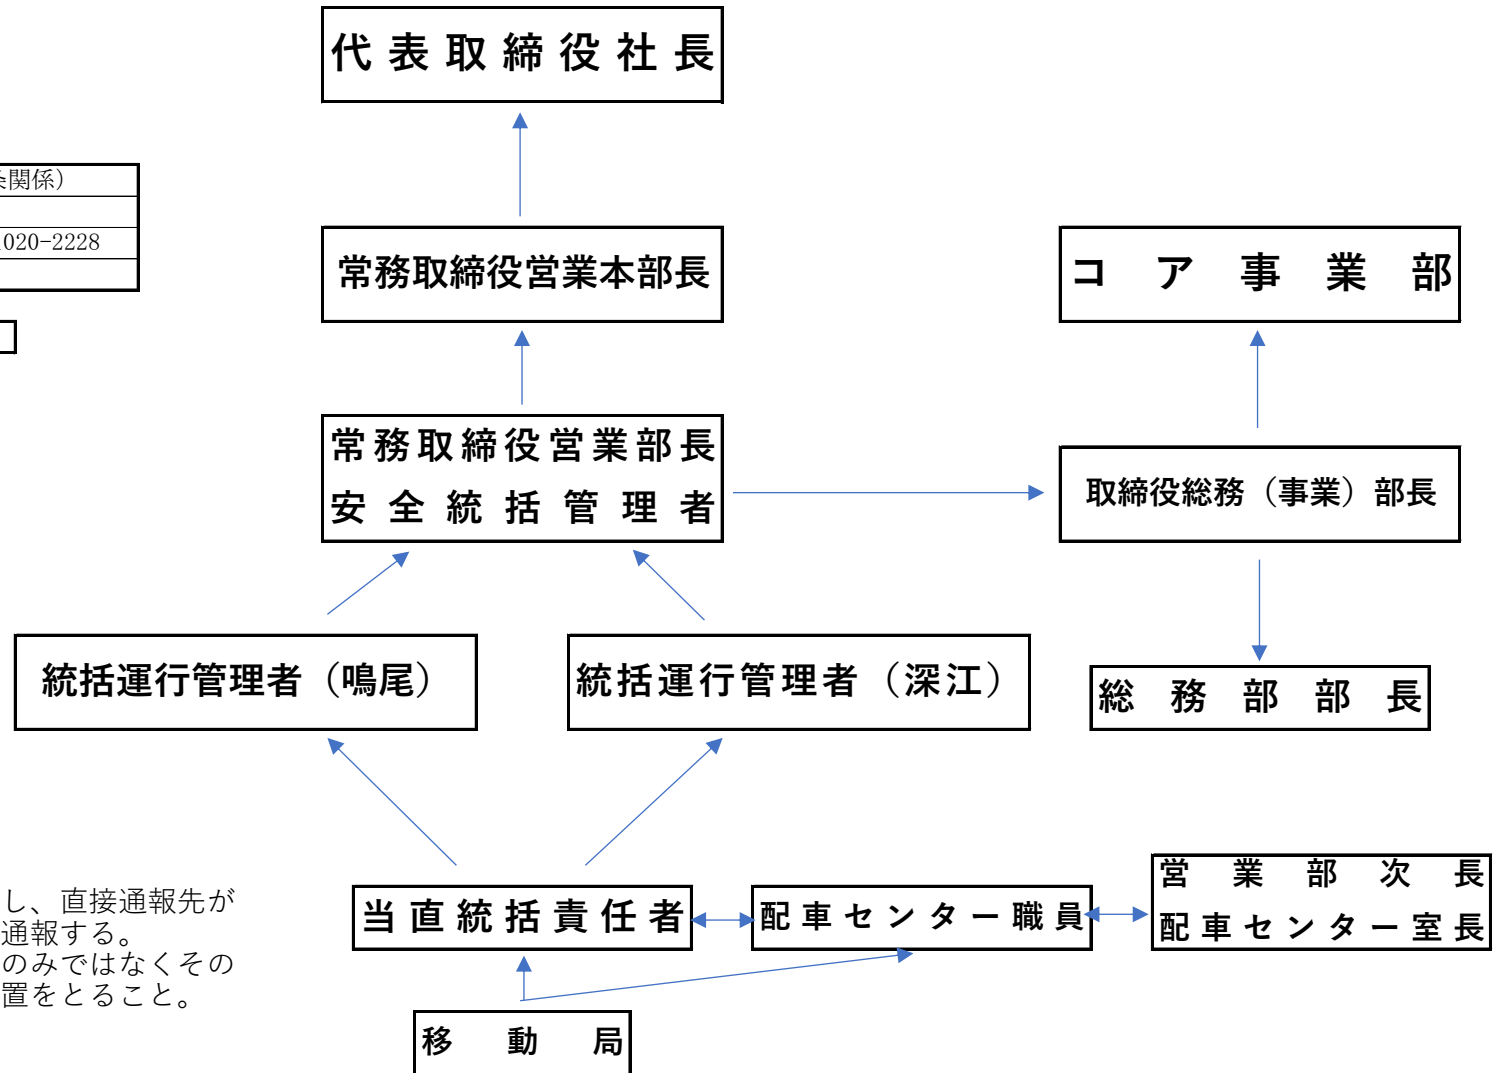 代表取締役社長
条関係）
020-2228
常務取締役営業本部長
コア事業部
常務取締役営業部長
安全統括管理者
取締役総務（事業）部長
統括運行管理者（鳴尾）
統括運行管理者（深江）
総務部部長
し、直接通報先が
通報する。
のみではなくその
置をとること。
当直統括責任者
配車センター職員
営業部次長
配車センター室長
移動局